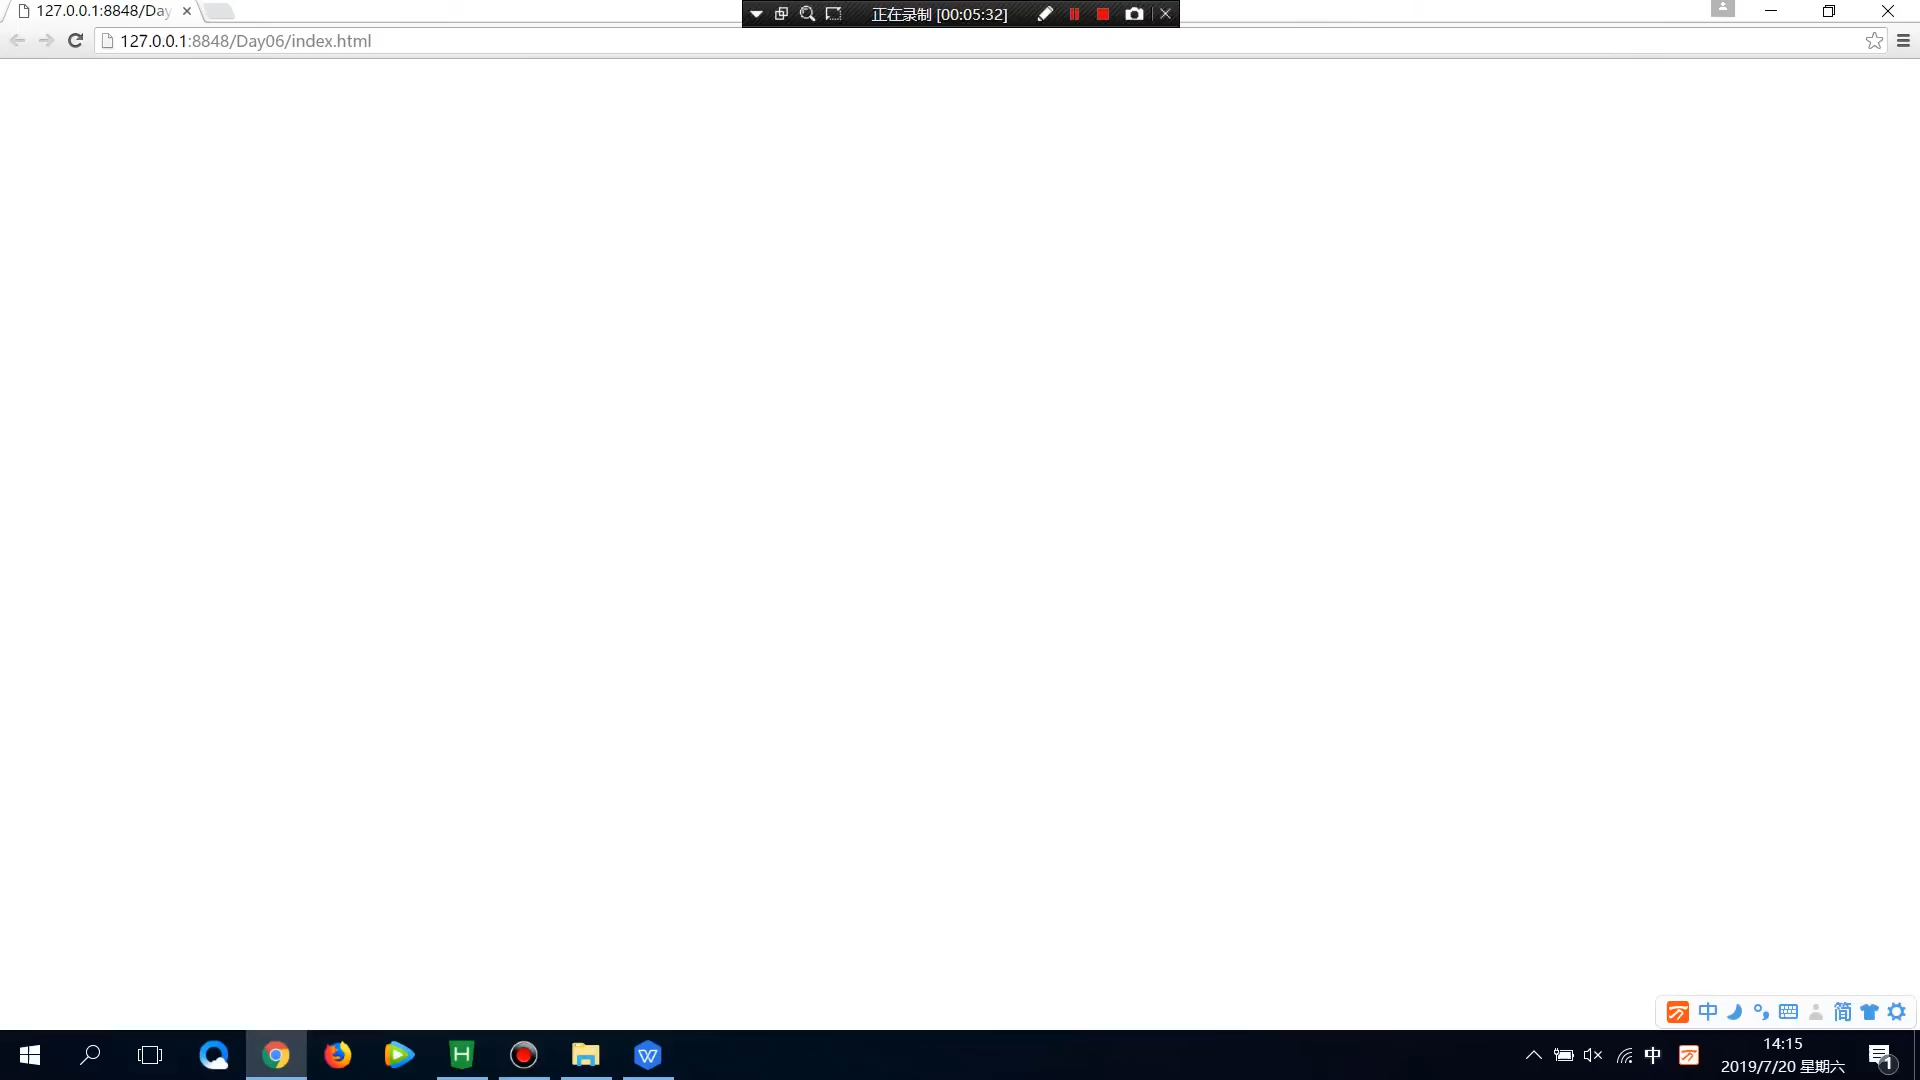 127.0.0.1:8848/Day
正在录制 [00:05:32]
127.0.0.1:8848/Day06/index.html
中
简
中
14:15
2019/7/20 星期六
1